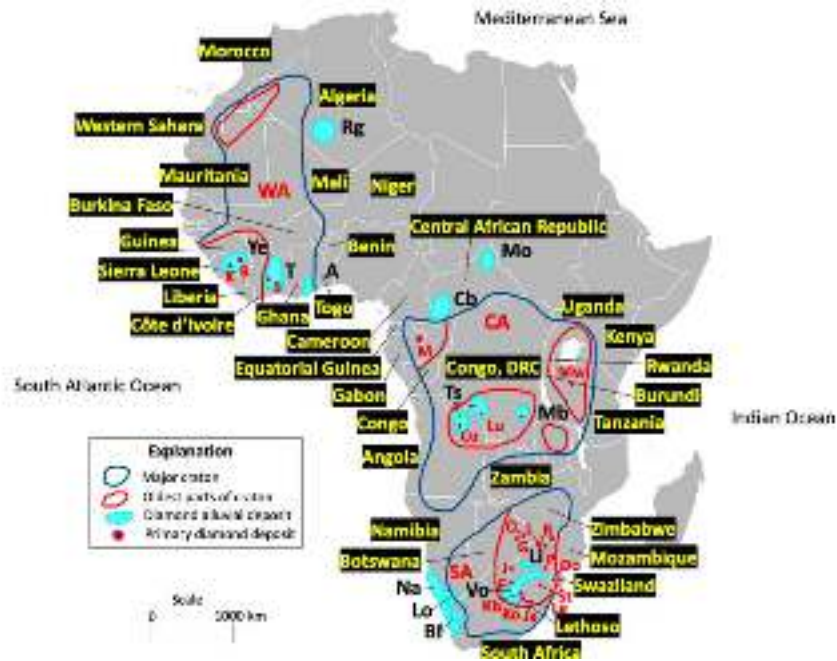 Mediterranean Sea
Morocco
Algeria
Western Sahara
Rg
Mauritania
WA
Mali
Niger
Burkina Faso
Central African Republic
Guinea
Ye
Benin
Mo
Sierra Leone
T
A
Liberia
Togo
Cb
Côte d'Ivoire
Ghana
Uganda
Cameroon
CA
Kenya
Equatorial Guinea
M
Congo, DRC
Rwanda
South Atlantic Ocean
Gabon
Ts
Burundi
Congo
Lu
Mb
Tanzania
Indian Ocean
Angola
Zambia
Explanation
Major craton
Oldest parts of craton
Diamond alluvial deposit
Primary diamond deposit
Namibia
Zimbabwe
Botswana
Li
Mozambique
SA
Na
Vo
Swaziland
Lo
Scale
0 1000 km
Bf
Lethoso
South Africa